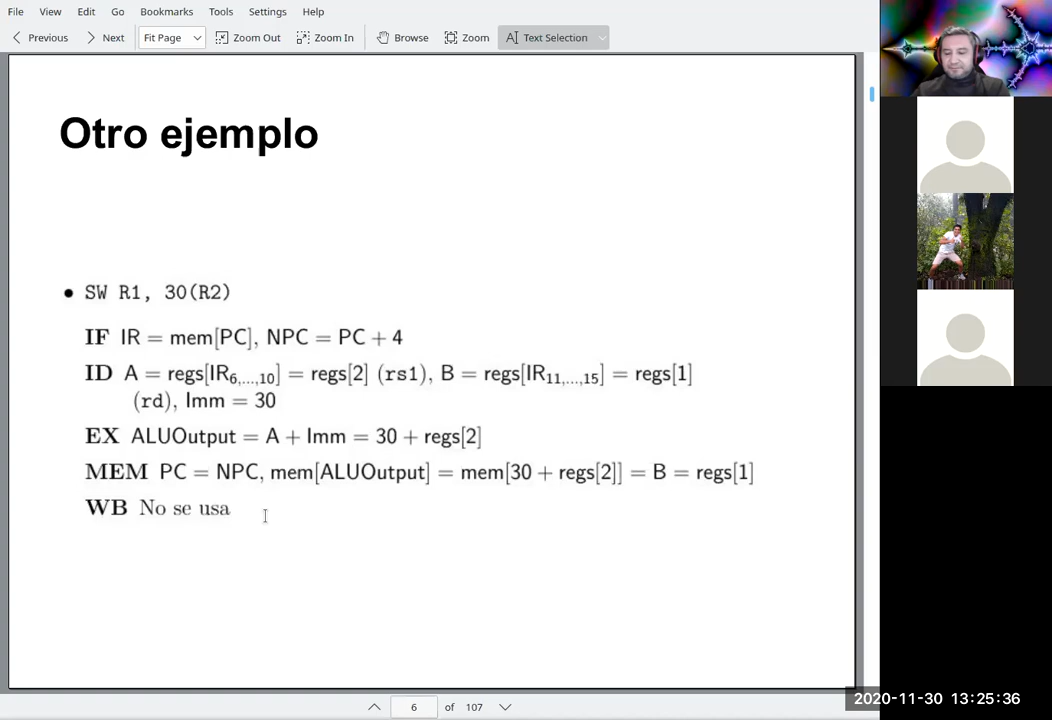 File View Edit Go Bookmarks Tools Settings Help
Previous Next Fit Page Zoom Out Zoom In Browse Zoom Text Selection
Otro ejemplo
• SW R1, 30(R2)
IF IR = mem[PC], NPC = PC + 4
ID A = regs[IR₆,...,₁₀] = regs[2] (rs1), B = regs[IR₁₁,...,₁₅] = regs[1]
(rd), Imm = 30
EX ALUOutput = A + Imm = 30 + regs[2]
MEM PC = NPC, mem[ALUOutput] = mem[30 + regs[2]] = B = regs[1]
WB No se usa
6 of 107
2020-11-30 13:25:36